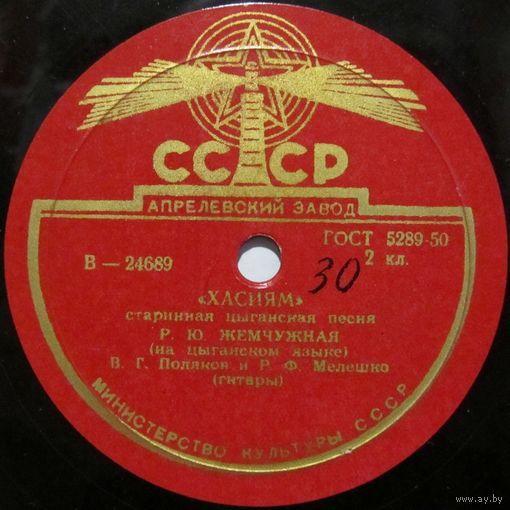 СССР
АПРЕЛЕВСКИЙ ЗАВОД
ГОСТ 5289-50
В — 24689
30
2 кл.
«ХАСИЯМ»
старинная цыганская песня
Р. Ю. ЖЕМЧУЖНАЯ
(на цыганском языке)
В. Г. Поляков и Р. Ф. Мелешко
(гитары)
МИНИСТЕРСТВО КУЛЬТУРЫ СССР
www.ay.by